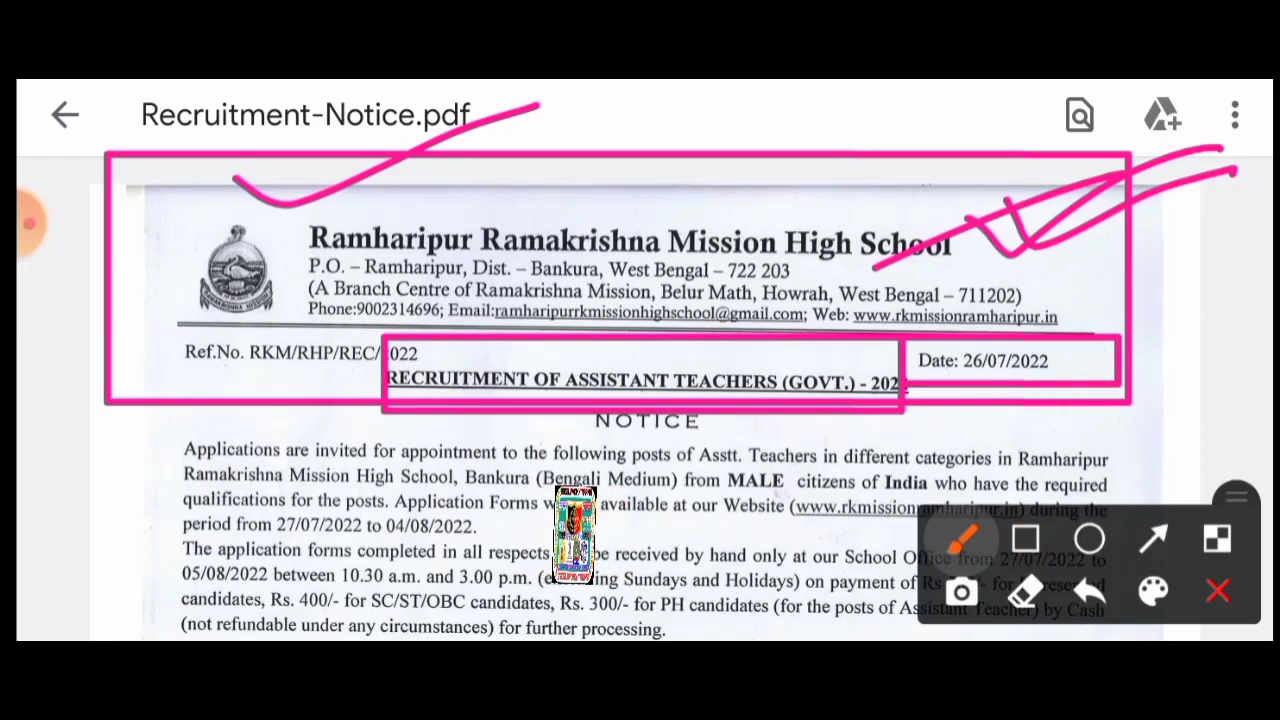 Recruitment-Notice.pdf
Ramharipur Ramakrishna Mission High School
P.O. – Ramharipur, Dist. – Bankura, West Bengal – 722 203
(A Branch Centre of Ramakrishna Mission, Belur Math, Howrah, West Bengal – 711202)
Phone:9002314696; Email:ramharipurrkmissionhighschool@gmail.com; Web: www.rkmissionramharipur.in
Ref.No. RKM/RHP/REC/2022
Date: 26/07/2022
RECRUITMENT OF ASSISTANT TEACHERS (GOVT.) - 202
NOTICE
Applications are invited for appointment to the following posts of Asstt. Teachers in different categories in Ramharipur
Ramakrishna Mission High School, Bankura (Bengali Medium) from MALE citizens of India who have the required
qualifications for the posts. Application Forms available at our Website (www.rkmissionramharipur.in) during the
period from 27/07/2022 to 04/08/2022.
The application forms completed in all respects be received by hand only at our School Office from 27/07/2022 to
05/08/2022 between 10.30 a.m. and 3.00 p.m. Sundays and Holidays) on payment of Rs. for
candidates, Rs. 400/- for SC/ST/OBC candidates, Rs. 300/- for PH candidates (for the posts of Assistant Teacher) by Cash
(not refundable under any circumstances) for further processing.